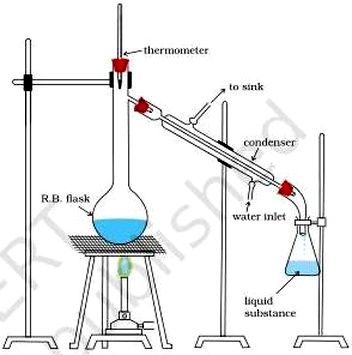 thermometer
to sink
condenser
R.B. flask
water inlet
liquid
substance